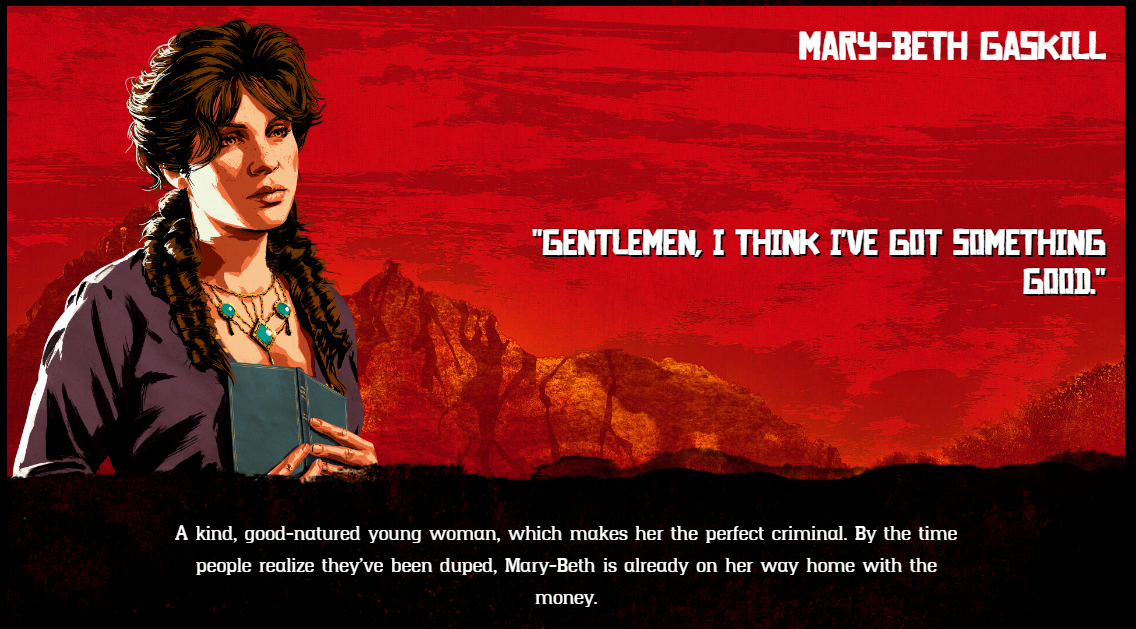 MARY-BETH GASKILL
"GENTLEMEN, I THINK I'VE GOT SOMETHING
GOOD."
A kind, good-natured young woman, which makes her the perfect criminal. By the time
people realize they've been duped, Mary-Beth is already on her way home with the
money.